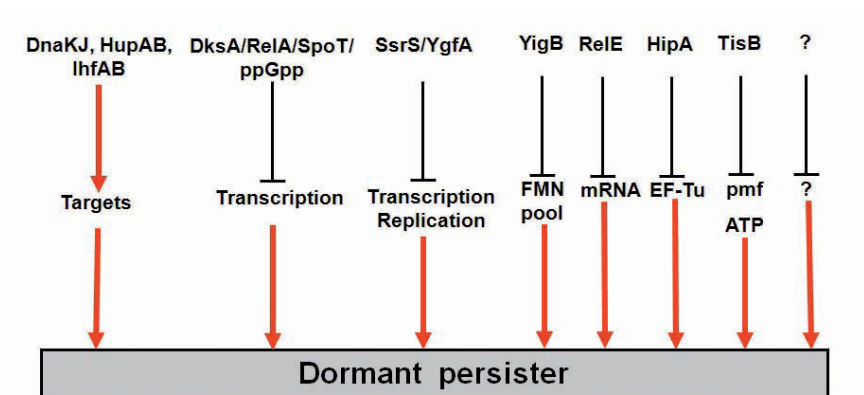 DnaKJ, HupAB,
IhfAB
DksA/RelA/SpoT/
ppGpp
SsrS/YgfA
YigB
RelE
HipA
TisB
?
Targets
Transcription
Transcription
Replication
FMN
pool
mRNA
EF-Tu
pmf
ATP
?
Dormant persister